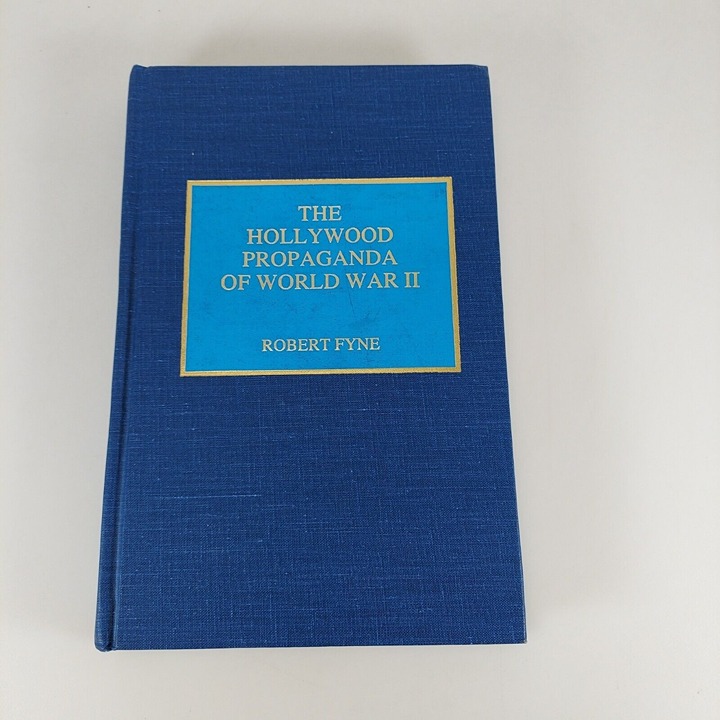 THE
HOLLYWOOD
PROPAGANDA
OF WORLD WAR II
ROBERT FYNE